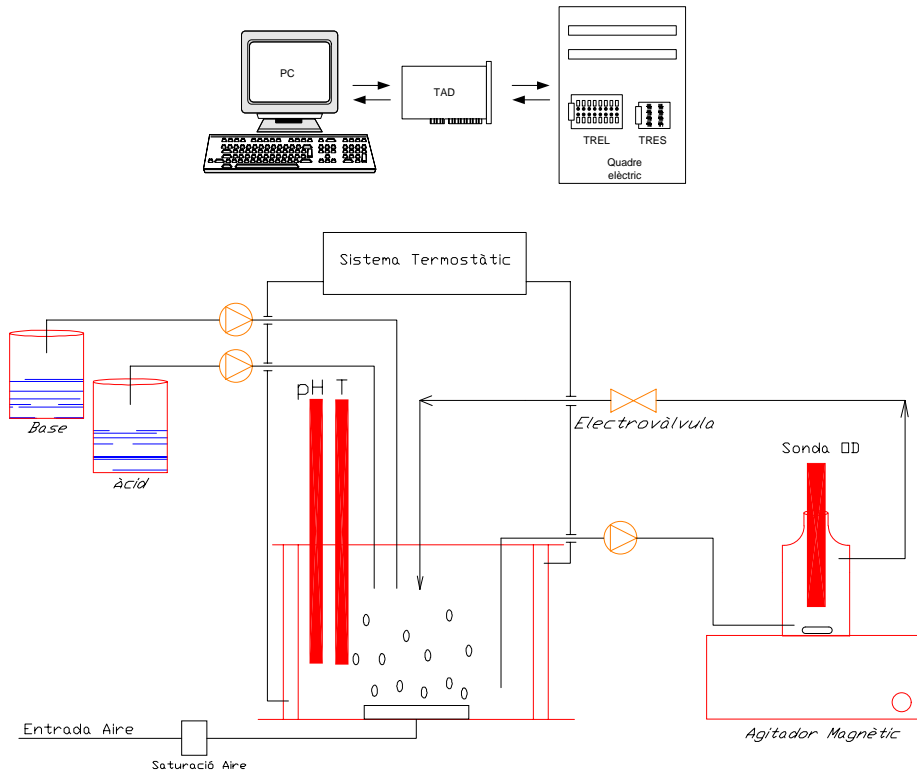 PC
TAD
TREL
TRES
Quadre
elèctric
Sistema Termostàtic
pH
T
Base
Àcid
Electrovàlvula
Sonda OD
Entrada Aire
Saturació Aire
Agitador Magnètic